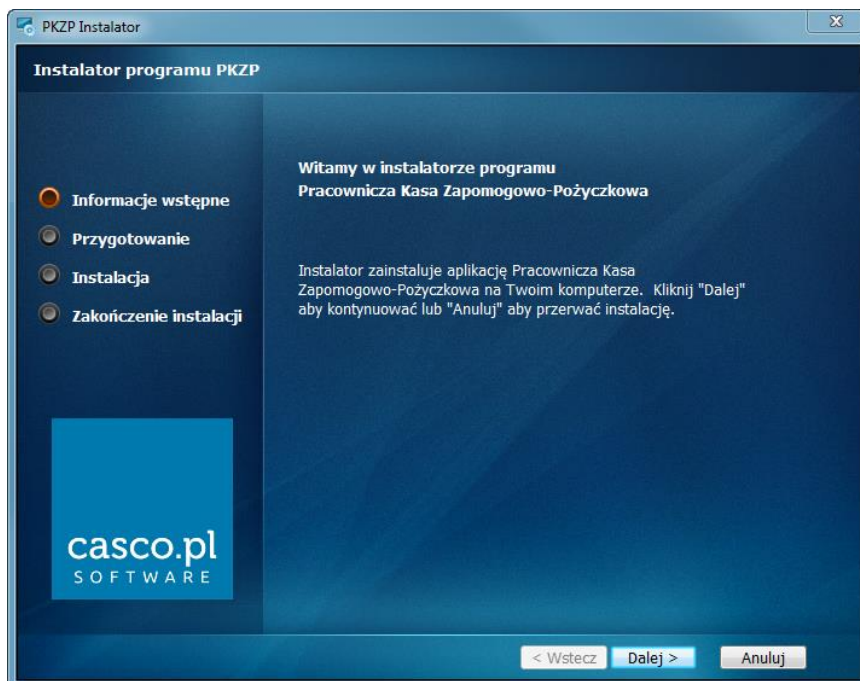 PKZP Instalator
Instalator programu PKZP
Informacje wstępne
Przygotowanie
Instalacja
Zakończenie instalacji
Witamy w instalatorze programu
Pracownicza Kasa Zapomogowo-Pożyczkowa
Instalator zainstaluje aplikację Pracownicza Kasa
Zapomogowo-Pożyczkowa na Twoim komputerze. Kliknij "Dalej"
aby kontynuować lub "Anuluj" aby przerwać instalację.
casco.pl
SOFTWARE
< Wstecz
Dalej >
Anuluj